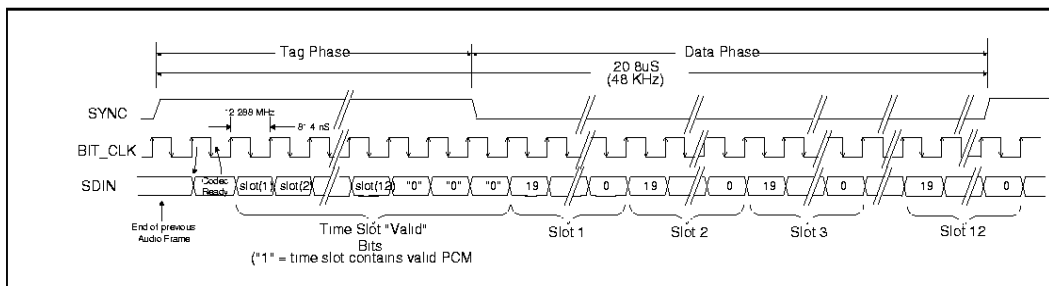 Tag Phase
Data Phase
20.8uS
(48 KHz)
SYNC
12.288 MHz
81.4 nS
BIT_CLK
SDIN
Codec
Ready
slot(1)
slot(2)
slot(12)
"0"
"0"
"0"
19
0
19
0
19
0
19
0
End of previous
Audio Frame
Time Slot "Valid"
Bits
("1" = time slot contains valid PCM
Slot 1
Slot 2
Slot 3
Slot 12